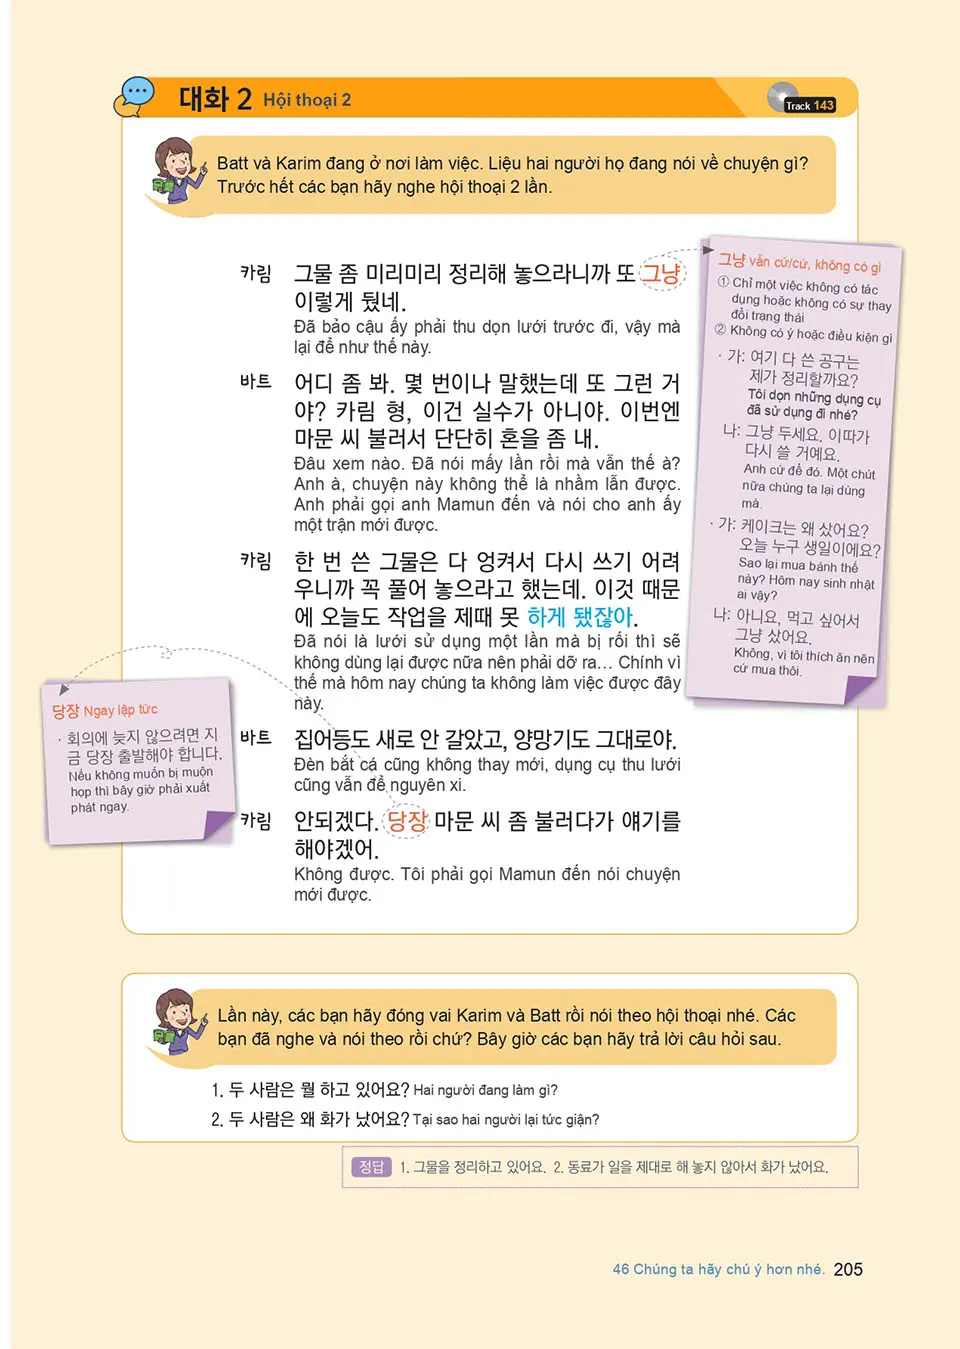 대화 2 Hội thoại 2
Track 143
Batt và Karim đang ở nơi làm việc. Liệu hai người họ đang nói về chuyện gì?
Trước hết các bạn hãy nghe hội thoại 2 lần.
카림 그물 좀 미리미리 정리해 놓으라니까 또 그냥
이렇게 뒀네.
Đã bảo cậu ấy phải thu dọn lưới trước đi, vậy mà
lại để như thế này.
바트 어디 좀 봐. 몇 번이나 말했는데 또 그런 거
야? 카림 형, 이건 실수가 아니야. 이번엔
마문 씨 불러서 단단히 혼을 좀 내.
Đâu xem nào. Đã nói mấy lần rồi mà vẫn thế à?
Anh à, chuyện này không thể là nhầm lẫn được.
Anh phải gọi anh Mamun đến và nói cho anh ấy
một trận mới được.
카림 한 번 쓴 그물은 다 엉켜서 다시 쓰기 어려
우니까 꼭 풀어 놓으라고 했는데. 이것 때문
에 오늘도 작업을 제때 못 하게 됐잖아.
Đã nói là lưới sử dụng một lần mà bị rối thì sẽ
không dùng lại được nữa nên phải dỡ ra... Chính vì
thế mà hôm nay chúng ta không làm việc được đây
này.
바트 집어등도 새로 안 갈았고, 양망기도 그대로야.
Đèn bắt cá cũng không thay mới, dụng cụ thu lưới
cũng vẫn để nguyên xi.
카림 안되겠다. 당장 마문 씨 좀 불러다가 얘기를
해야겠어.
Không được. Tôi phải gọi Mamun đến nói chuyện
mới được.
그냥 vẫn cứ/cứ, không có gì
① Chỉ một việc không có tác
dụng hoặc không có sự thay
đổi trạng thái
② Không có ý hoặc điều kiện gì
· 가: 여기 다 쓴 공구는
제가 정리할까요?
Tôi dọn những dụng cụ
đã sử dụng đi nhé?
나: 그냥 두세요. 이따가
다시 쓸 거예요.
Anh cứ để đó. Một chút
nữa chúng ta lại dùng
mà.
· 가: 케이크는 왜 샀어요?
오늘 누구 생일이에요?
Sao lại mua bánh thế
này? Hôm nay sinh nhật
ai vậy?
나: 아니요, 먹고 싶어서
그냥 샀어요.
Không, vì tôi thích ăn nên
cứ mua thôi.
당장 Ngay lập tức
· 회의에 늦지 않으려면 지
금 당장 출발해야 합니다.
Nếu không muốn bị muộn
họp thì bây giờ phải xuất
phát ngay.
Lần này, các bạn hãy đóng vai Karim và Batt rồi nói theo hội thoại nhé. Các
bạn đã nghe và nói theo rồi chứ? Bây giờ các bạn hãy trả lời câu hỏi sau.
1. 두 사람은 뭘 하고 있어요? Hai người đang làm gì?
2. 두 사람은 왜 화가 났어요? Tại sao hai người lại tức giận?
정답 1. 그물을 정리하고 있어요. 2. 동료가 일을 제대로 해 놓지 않아서 화가 났어요.
46 Chúng ta hãy chú ý hơn nhé. 205